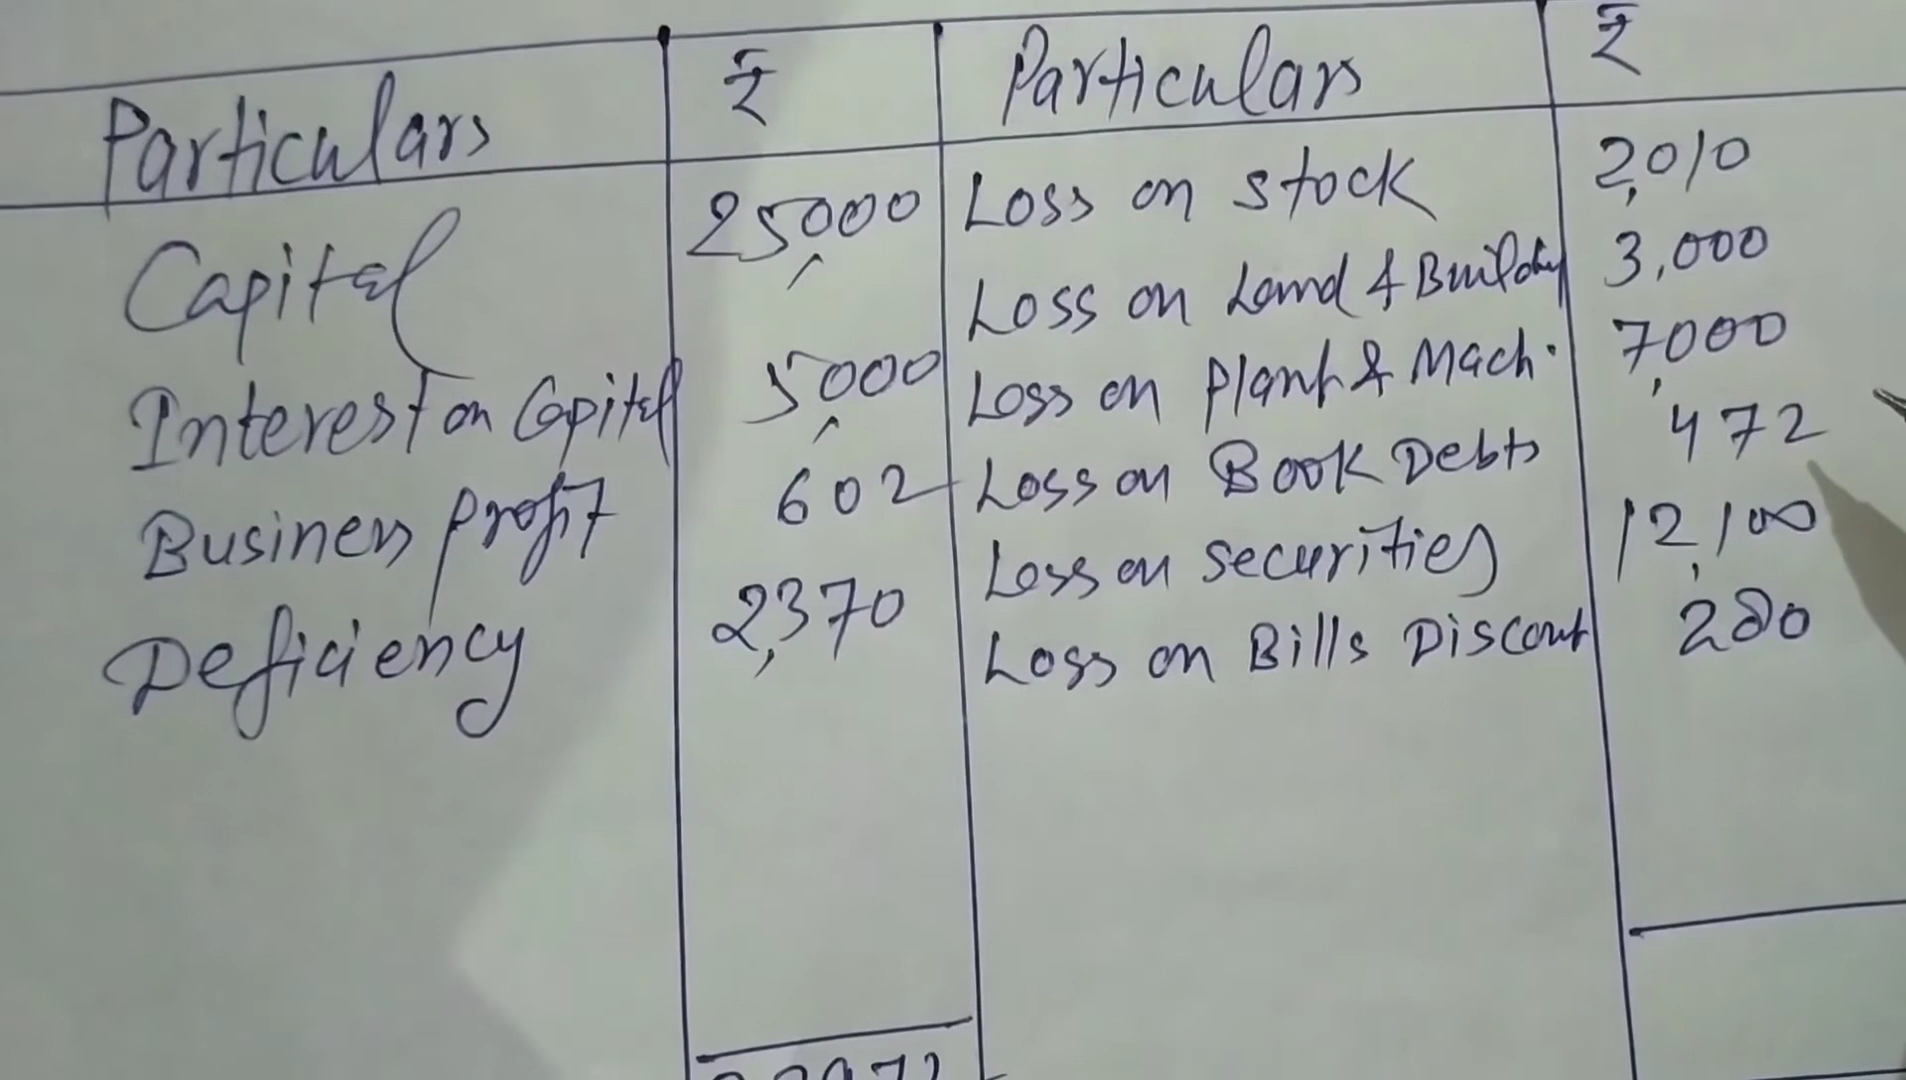 Particulars ₹ Particulars ₹
Capital 25,000 Loss on stock 2,010
Loss on Land & Building 3,000
Interest on Capital 5,000 Loss on Plant & Mach. 7,000
Business profit 602 Loss on Book Debts 472
Loss on securities 12,100
Deficiency 2,370 Loss on Bills Discount 280